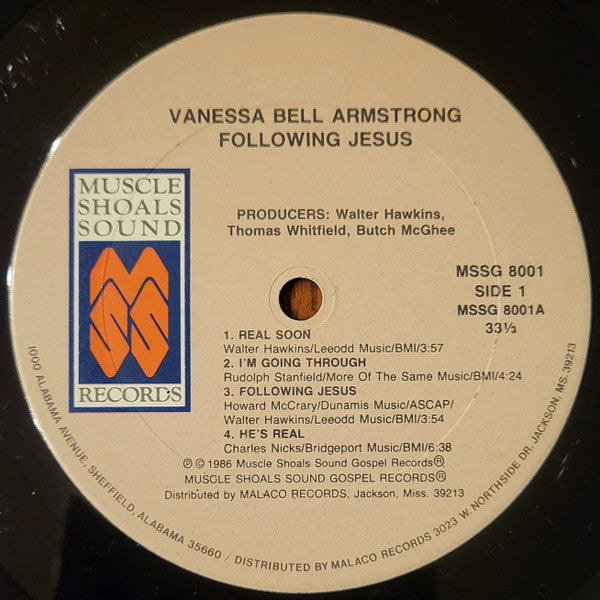 VANESSA BELL ARMSTRONG
FOLLOWING JESUS
MUSCLE
SHOALS
SOUND
MSS
RECORDS
PRODUCERS: Walter Hawkins,
Thomas Whitfield, Butch McGhee
MSSG 8001
SIDE 1
MSSG 8001A
33⅓
1. REAL SOON
Walter Hawkins/Leeodd Music/BMI/3:57
2. I'M GOING THROUGH
Rudolph Stanfield/More Of The Same Music/BMI/4:24
3. FOLLOWING JESUS
Howard McCrary/Dunamis Music/ASCAP/
Walter Hawkins/Leeodd Music/BMI/3:54
4. HE'S REAL
Charles Nicks/Bridgeport Music/BMI/6:38
℗ © 1986 Muscle Shoals Sound Gospel Records®
MUSCLE SHOALS SOUND GOSPEL RECORDS®
Distributed by MALACO RECORDS, Jackson, Miss. 39213
1000 ALABAMA AVENUE, SHEFFIELD, ALABAMA 35660 / DISTRIBUTED BY MALACO RECORDS 3023 W. NORTHSIDE DR. JACKSON, MS. 39213